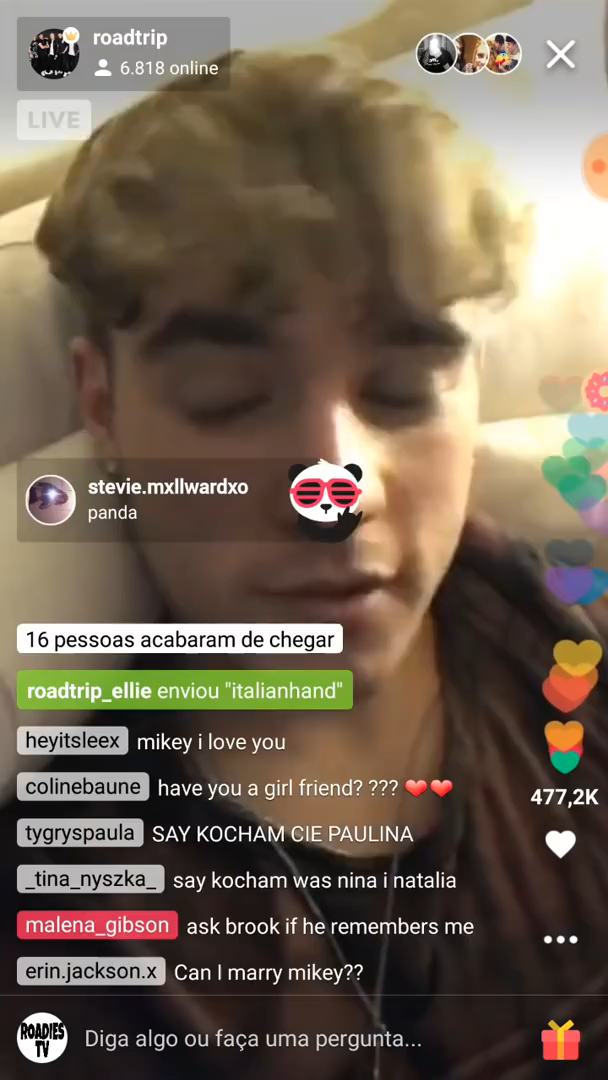 roadtrip
6.818 online
LIVE
stevie.mxllwardxo
panda
16 pessoas acabaram de chegar
roadtrip_ellie enviou "italianhand"
heyitsleex mikey i love you
colinebaune have you a girl friend? ??? ❤️❤️
477,2K
tygryspaula SAY KOCHAM CIE PAULINA
_tina_nyszka_ say kocham was nina i natalia
malena_gibson ask brook if he remembers me
erin.jackson.x Can I marry mikey??
ROADIES
TV
Diga algo ou faça uma pergunta...